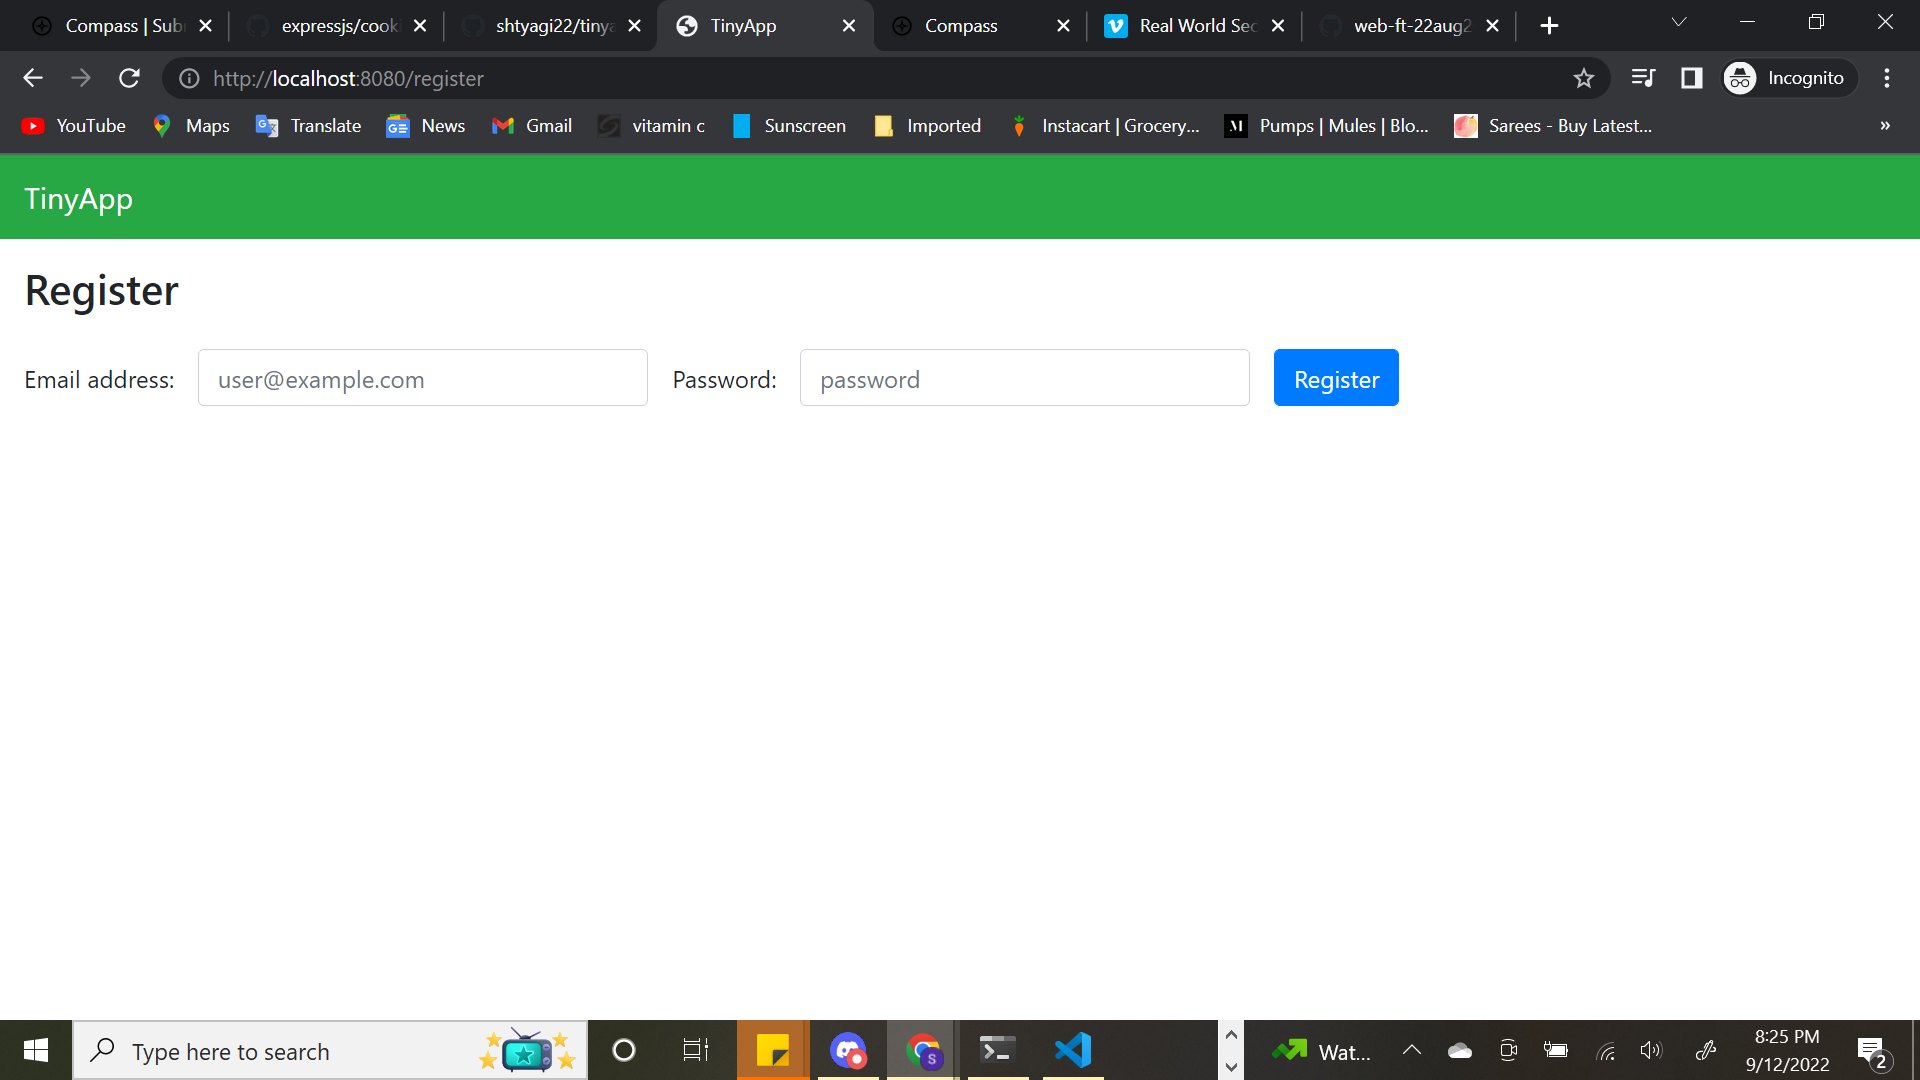 Compass | Sub
expressjs/cook
shtyagi22/tinya
TinyApp
Compass
Real World Sec
web-ft-22aug2
http://localhost:8080/register
Incognito
YouTube
Maps
Translate
News
Gmail
vitamin c
Sunscreen
Imported
Instacart | Grocery...
Pumps | Mules | Blo...
Sarees - Buy Latest...
»
TinyApp
Register
Email address:
user@example.com
Password:
password
Register
Type here to search
S
Wat...
8:25 PM
9/12/2022
2